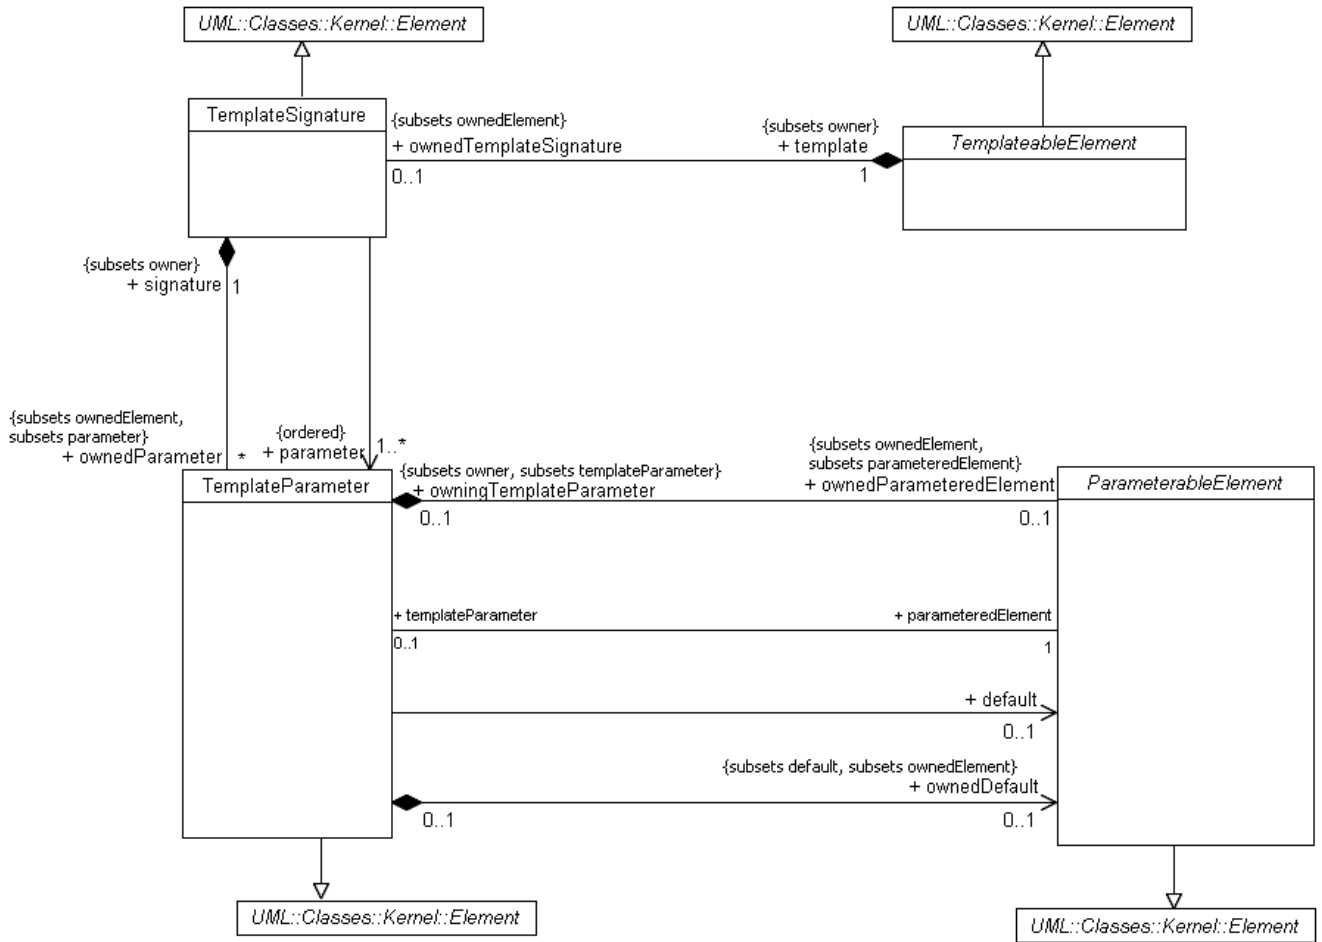 UML::Classes::Kernel::Element
UML::Classes::Kernel::Element
TemplateSignature
{subsets ownedElement}
+ ownedTemplateSignature
0..1
{subsets owner}
+ template
1
TemplateableElement
{subsets owner}
+ signature
1
{subsets ownedElement,
subsets parameter}
+ ownedParameter
*
{ordered}
+ parameter
1..*
TemplateParameter
{subsets owner, subsets templateParameter}
+ owningTemplateParameter
0..1
{subsets ownedElement,
subsets parameteredElement}
+ ownedParameteredElement
0..1
ParameterableElement
+ templateParameter
0..1
+ parameteredElement
1
+ default
0..1
{subsets default, subsets ownedElement}
+ ownedDefault
0..1
0..1
UML::Classes::Kernel::Element
UML::Classes::Kernel::Element